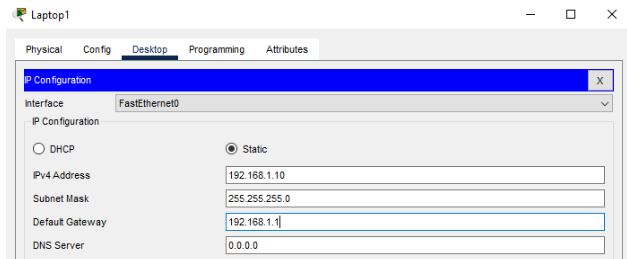 Laptop1
Physical Config Desktop Programming Attributes
IP Configuration X
Interface FastEthernet0
IP Configuration
DHCP Static
IPv4 Address 192.168.1.10
Subnet Mask 255.255.255.0
Default Gateway 192.168.1.1
DNS Server 0.0.0.0